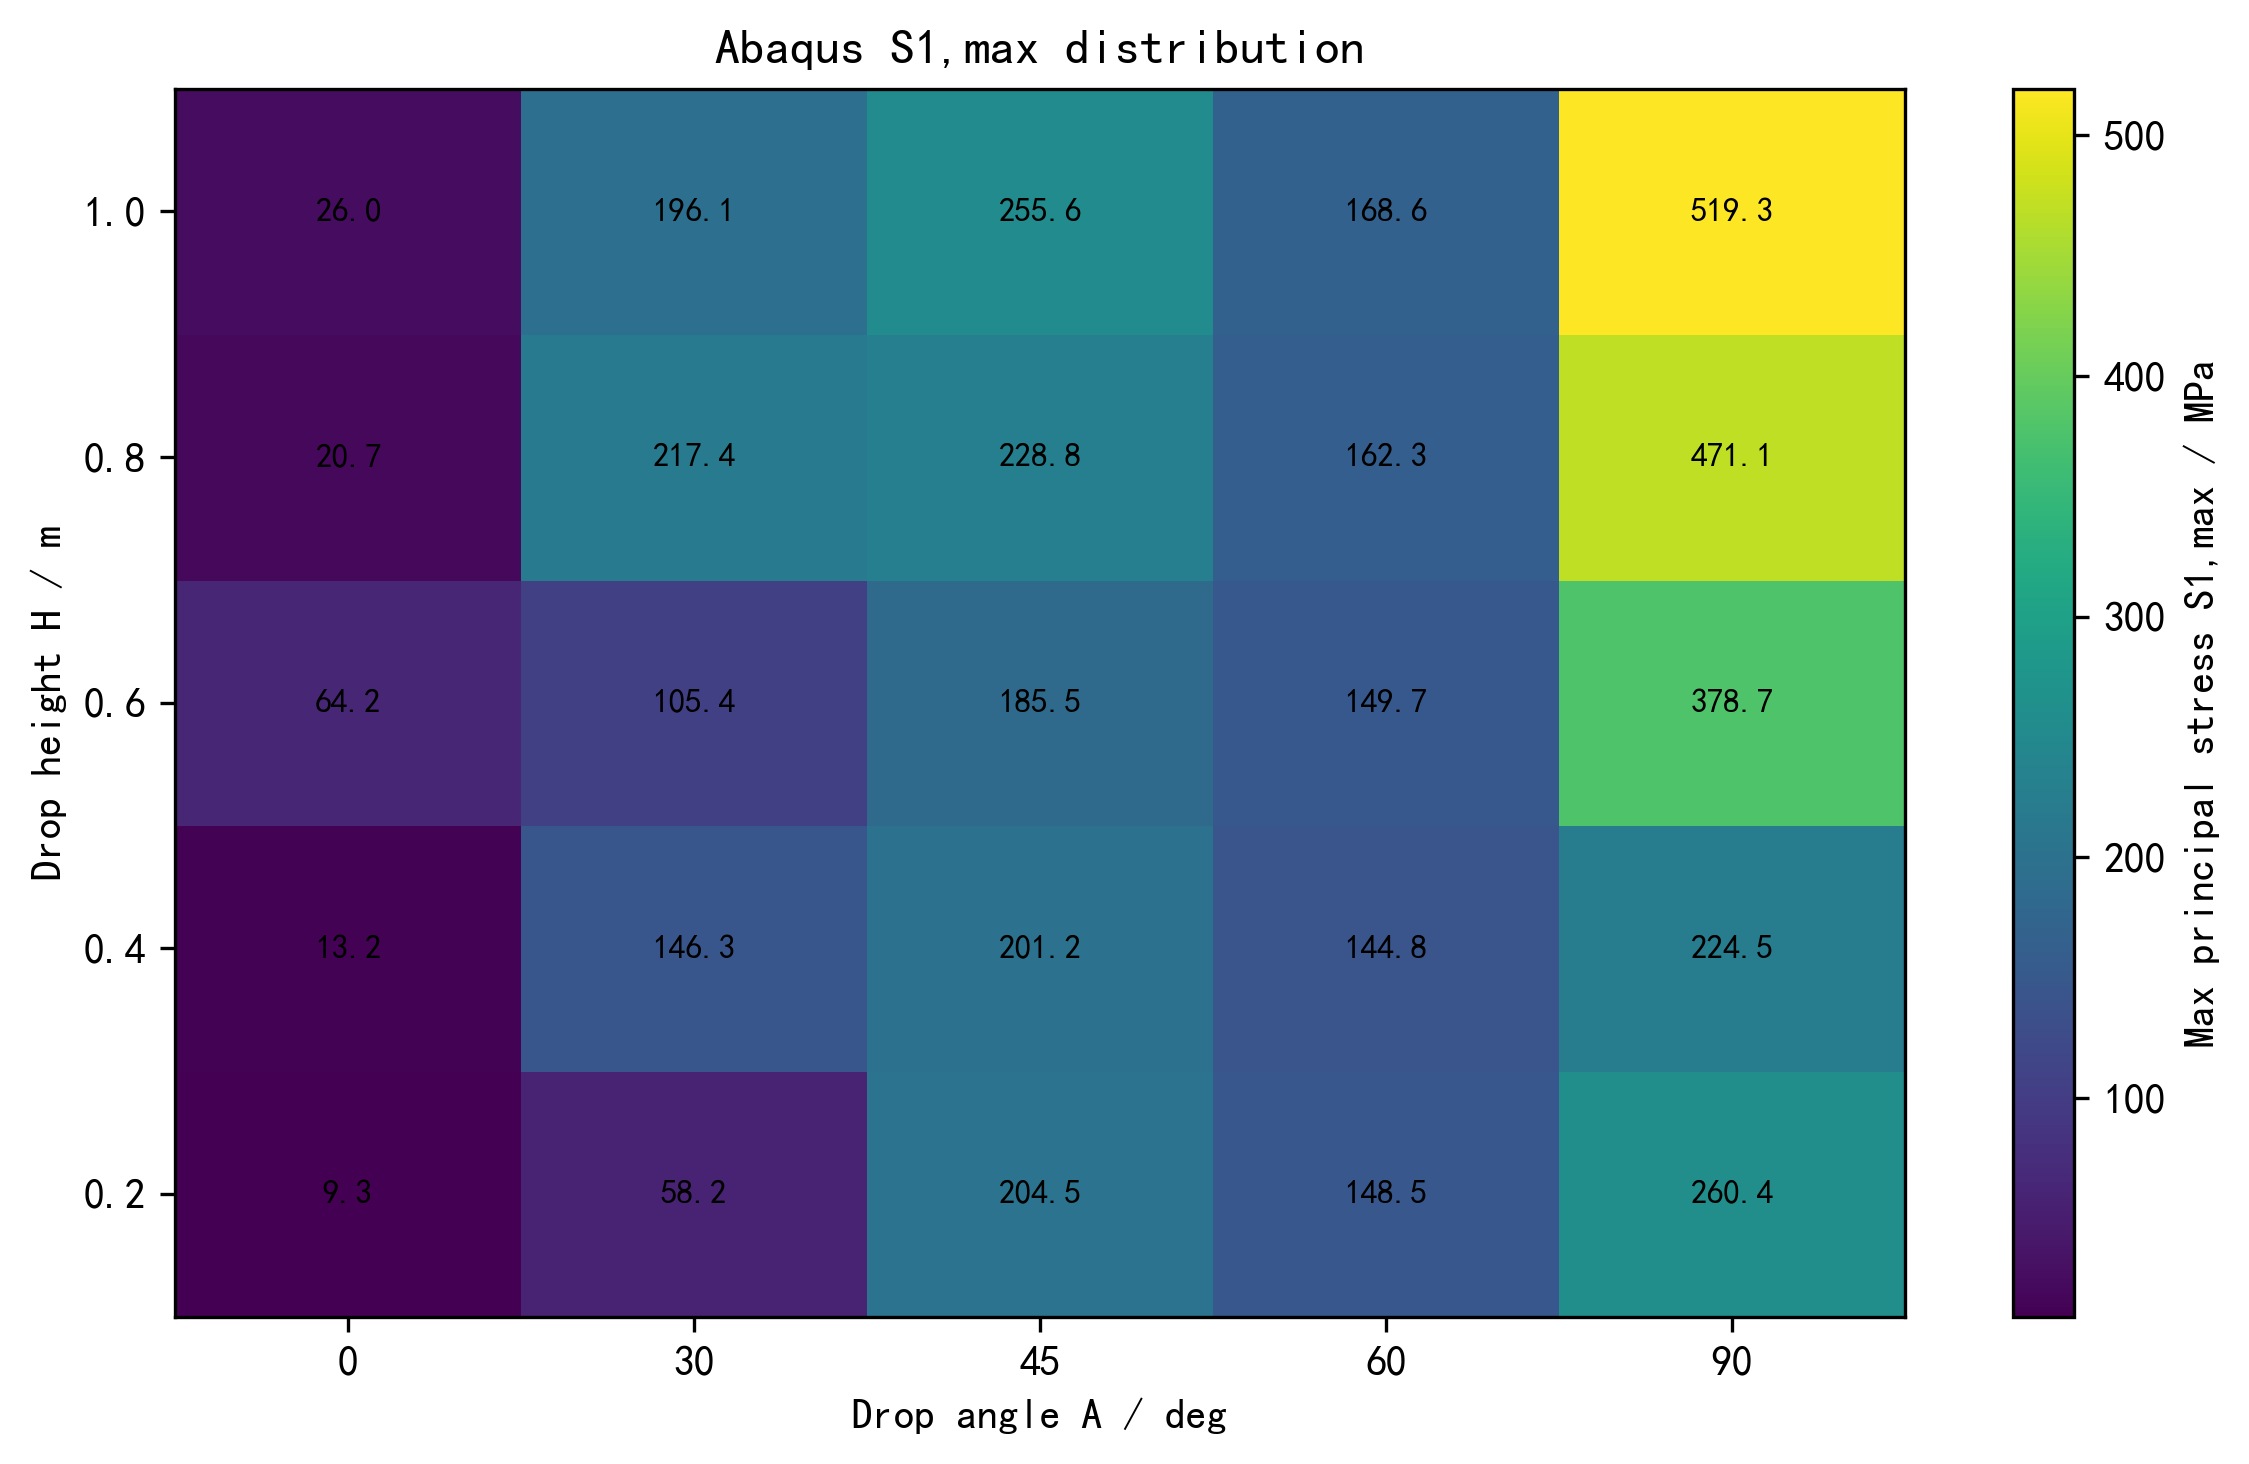 Abaqus S1,max distribution
Drop height H / m
1.0 26.0 196.1 255.6 168.6 519.3
0.8 20.7 217.4 228.8 162.3 471.1
0.6 64.2 105.4 185.5 149.7 378.7
0.4 13.2 146.3 201.2 144.8 224.5
0.2 9.3 58.2 204.5 148.5 260.4
0 30 45 60 90
Drop angle A / deg
500
400
300
200
100
Max principal stress S1,max / MPa